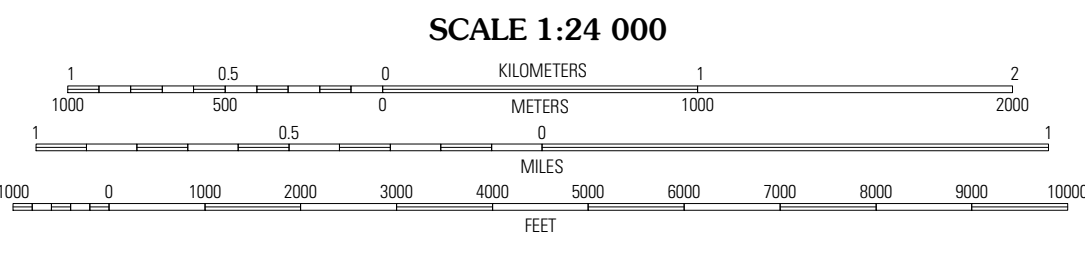 SCALE 1:24 000
1 0.5 0 KILOMETERS 1 2
1000 500 0 METERS 1000 2000
1 0.5 0 1
MILES
1000 0 1000 2000 3000 4000 5000 6000 7000 8000 9000 10000
FEET